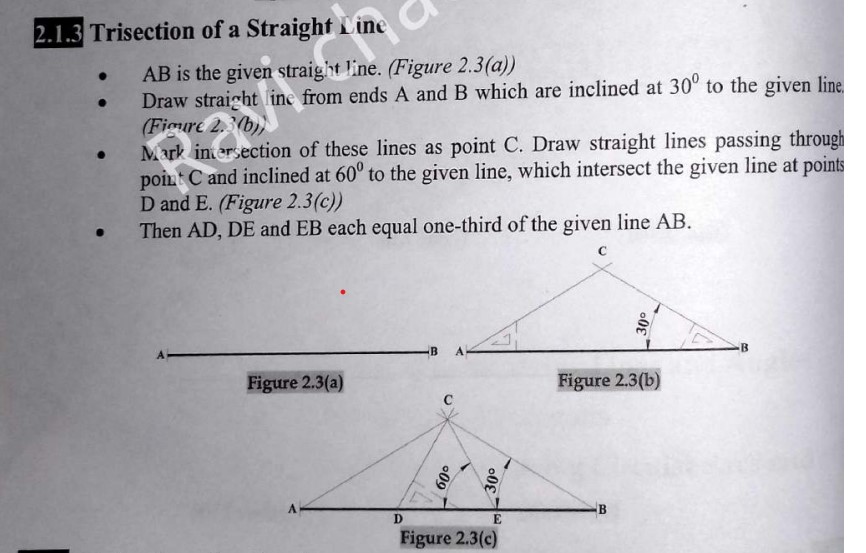 2.1.3 Trisection of a Straight Line
• AB is the given straight line. (Figure 2.3(a))
• Draw straight line from ends A and B which are inclined at 30⁰ to the given line.
(Figure 2.3(b))
• Mark intersection of these lines as point C. Draw straight lines passing through
point C and inclined at 60⁰ to the given line, which intersect the given line at points
D and E. (Figure 2.3(c))
• Then AD, DE and EB each equal one-third of the given line AB.
Ravi cha
C
30°
A B A B
Figure 2.3(a) Figure 2.3(b)
C
60° 30°
A B
D E
Figure 2.3(c)